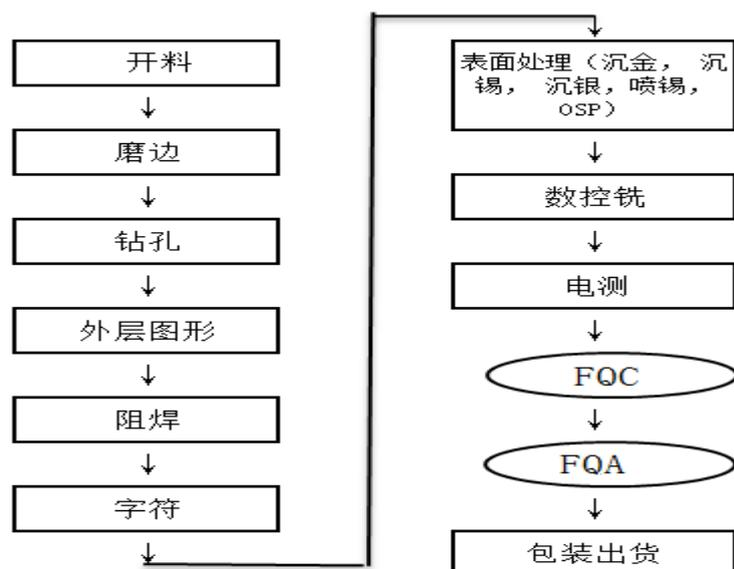 开料
磨边
钻孔
外层图形
阻焊
字符
表面处理（沉金， 沉
锡， 沉银，喷锡，
OSP）
数控铣
电测
FQC
FQA
包装出货